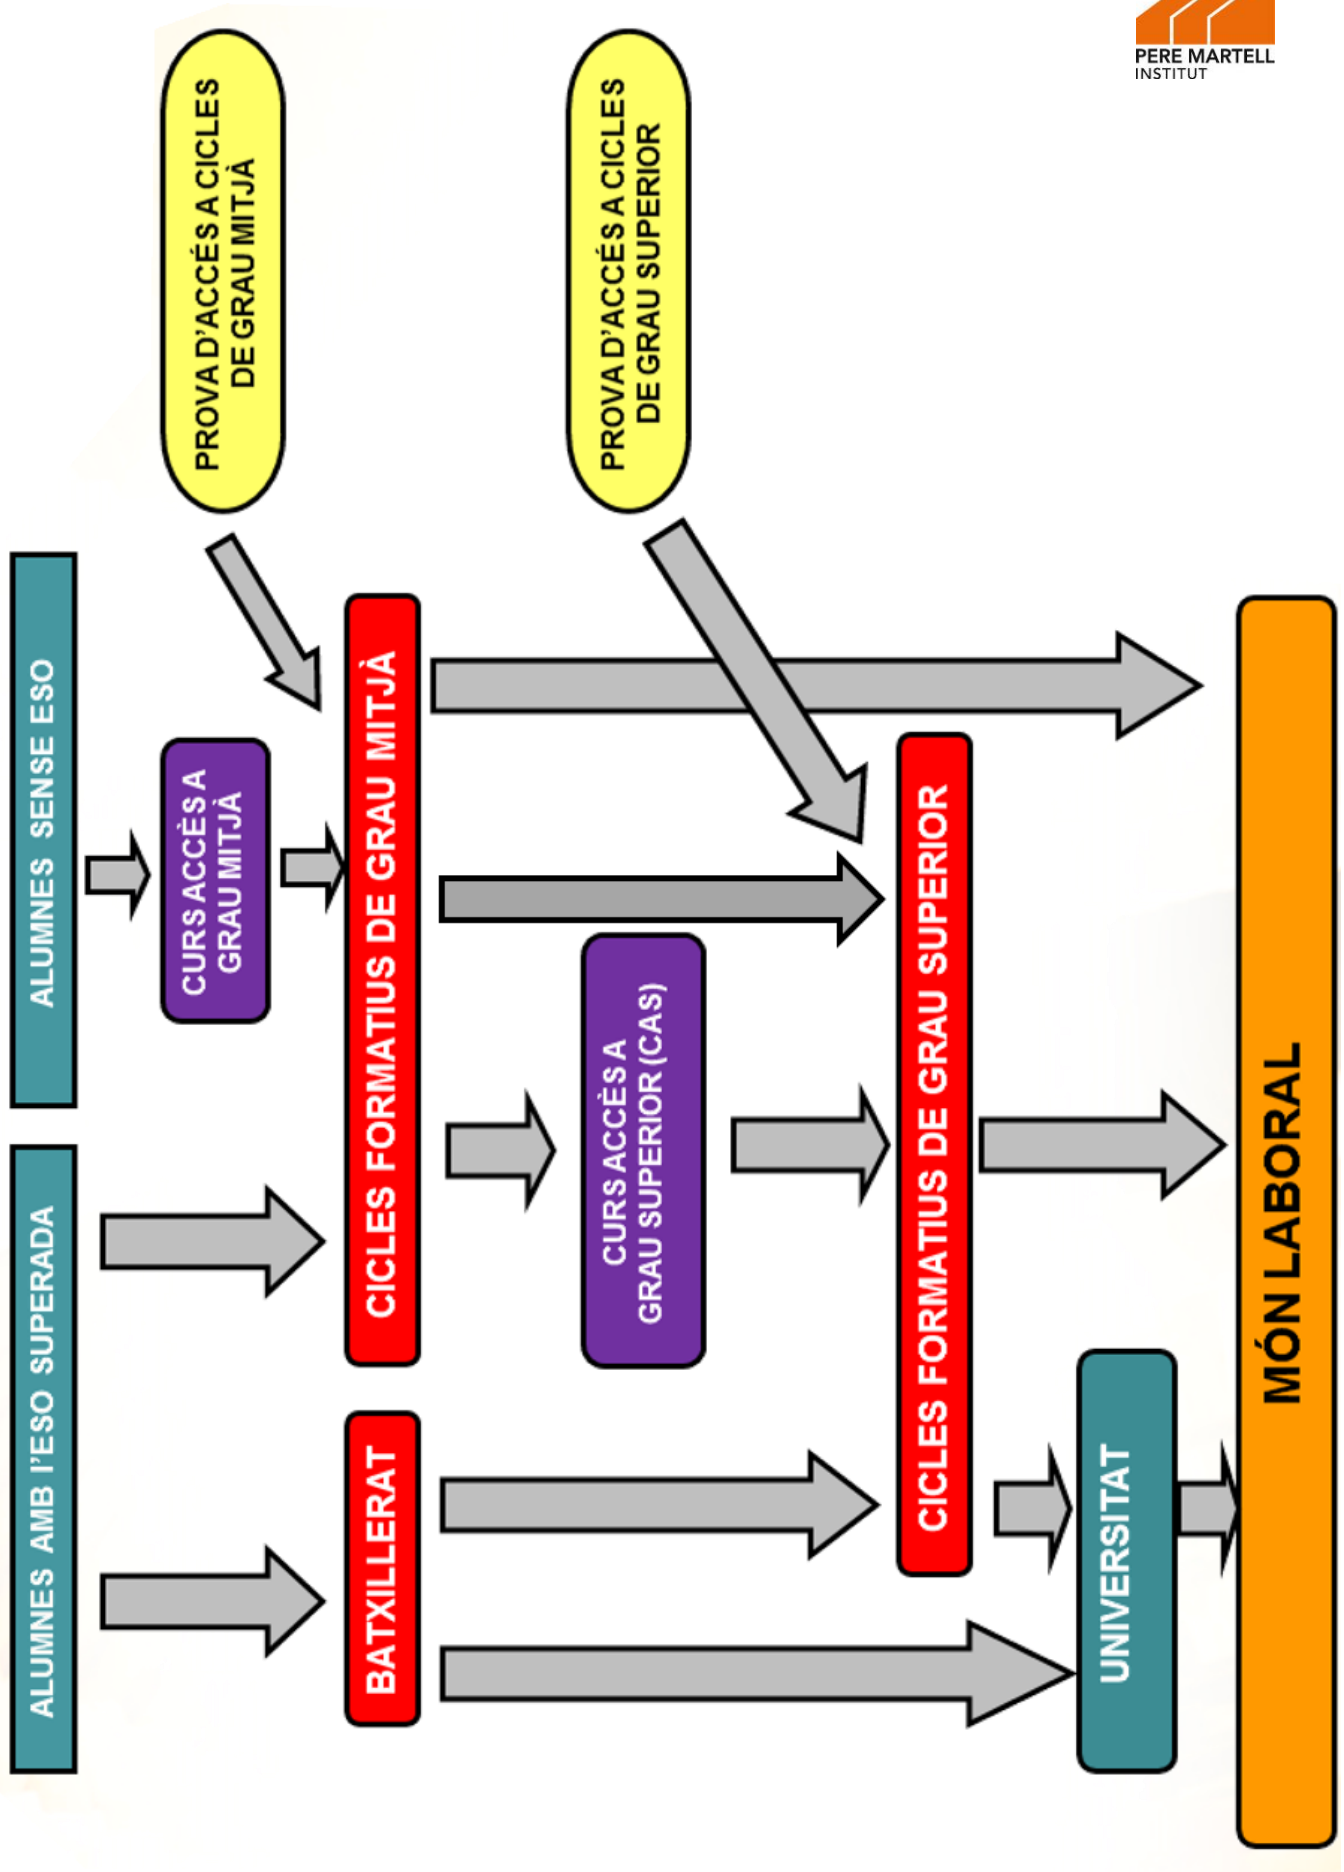 PERE MARTELL
INSTITUT
ALUMNES AMB l'ESO SUPERADA
ALUMNES SENSE ESO
CURS ACCÈS A
GRAU MITJÀ
PROVA D'ACCÉS A CICLES
DE GRAU MITJÀ
BATXILLERAT
CICLES FORMATIUS DE GRAU MITJÀ
CURS ACCÈS A
GRAU SUPERIOR (CAS)
PROVA D'ACCÉS A CICLES
DE GRAU SUPERIOR
CICLES FORMATIUS DE GRAU SUPERIOR
UNIVERSITAT
MÓN LABORAL